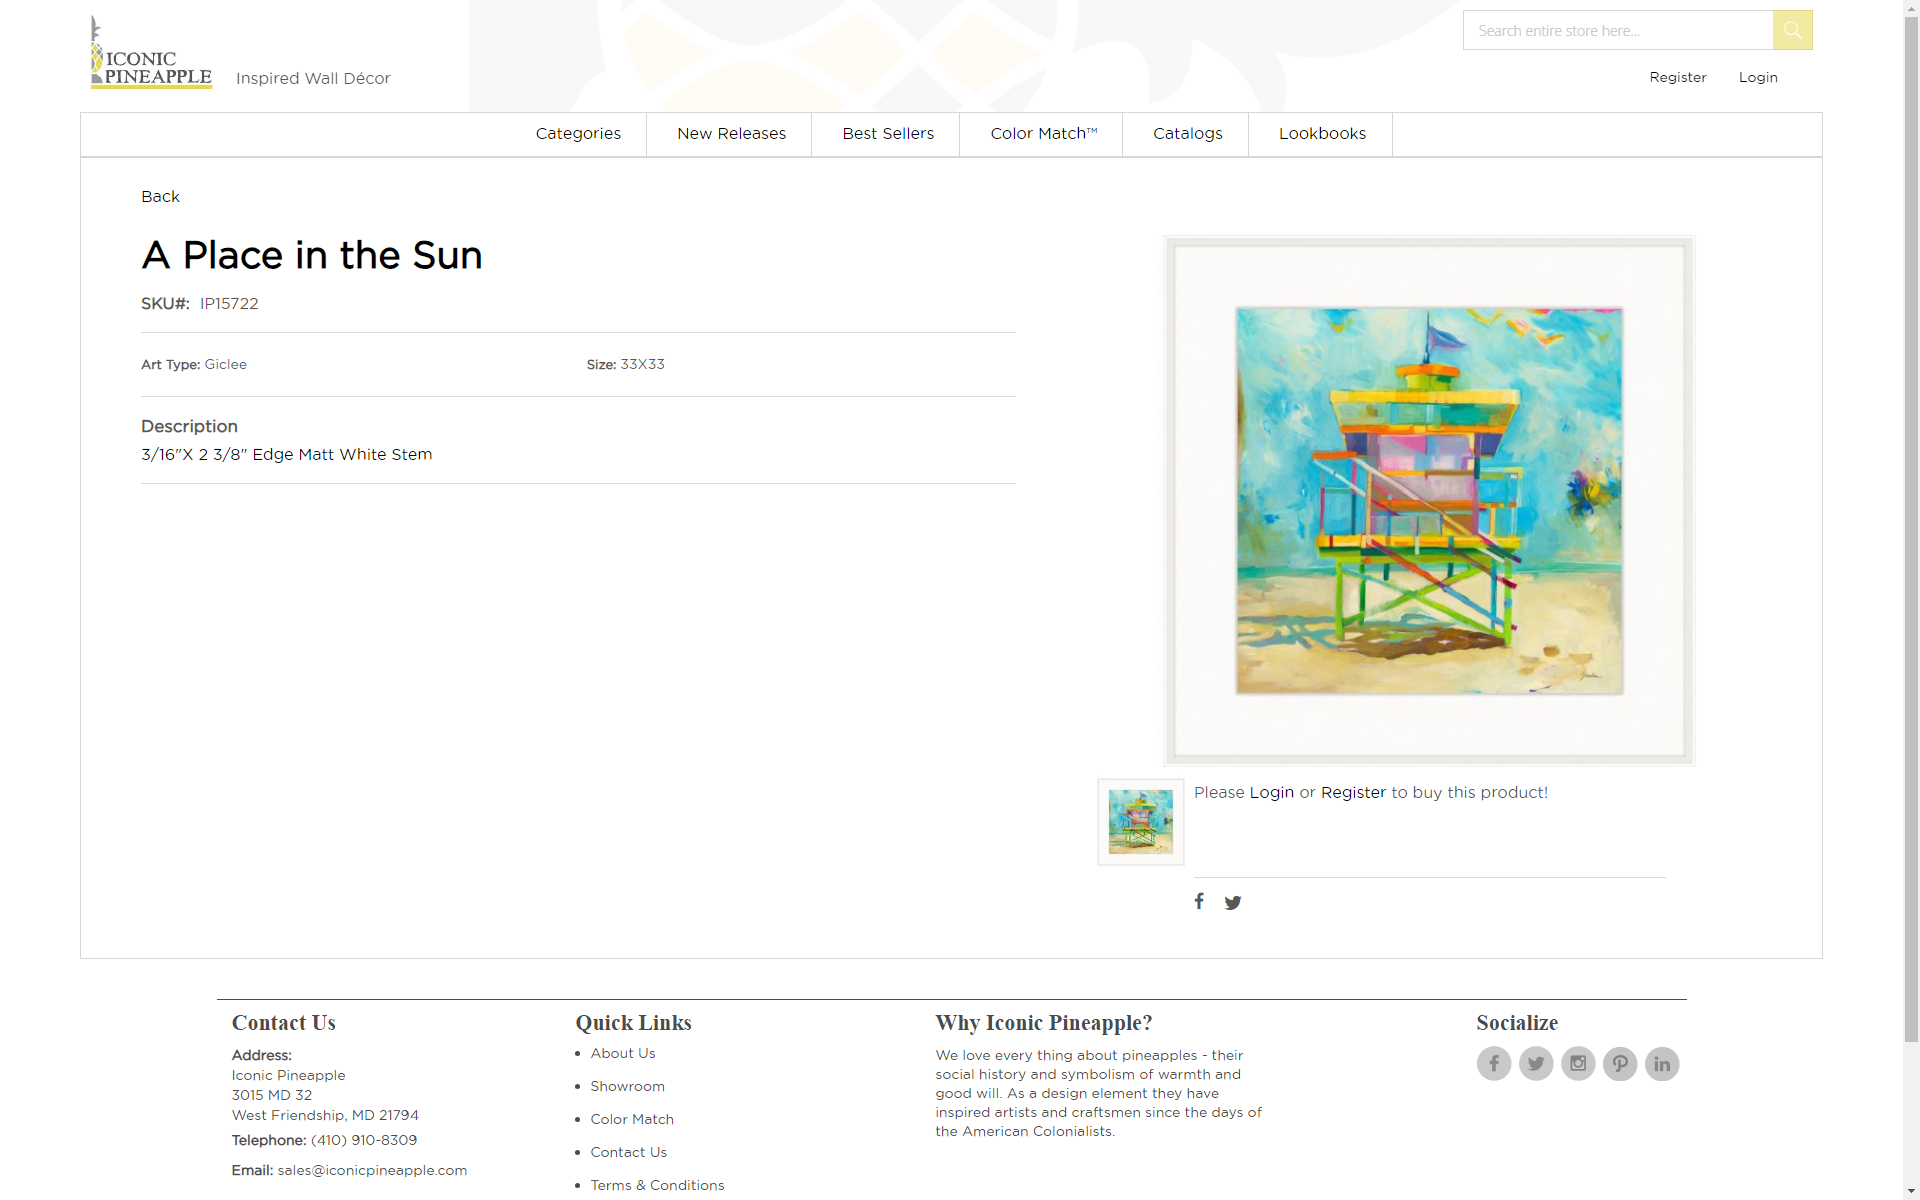 ICONIC
PINEAPPLE
Inspired Wall Décor
Search entire store here...
Register
Login
Categories
New Releases
Best Sellers
Color Match™
Catalogs
Lookbooks
Back
A Place in the Sun
SKU#: IP15722
Art Type: Giclee
Size: 33X33
Description
3/16"X 2 3/8" Edge Matt White Stem
Please Login or Register to buy this product!
Contact Us
Address:
Iconic Pineapple
3015 MD 32
West Friendship, MD 21794
Telephone: (410) 910-8309
Email: sales@iconicpineapple.com
Quick Links
About Us
Showroom
Color Match
Contact Us
Terms & Conditions
Why Iconic Pineapple?
We love every thing about pineapples - their
social history and symbolism of warmth and
good will. As a design element they have
inspired artists and craftsmen since the days of
the American Colonialists.
Socialize